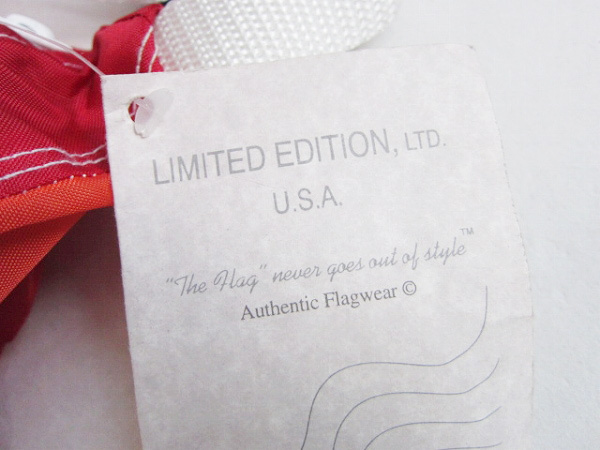 LIMITED EDITION, LTD.
U.S.A.
"The Flag" never goes out of style™
Authentic Flagwear ©